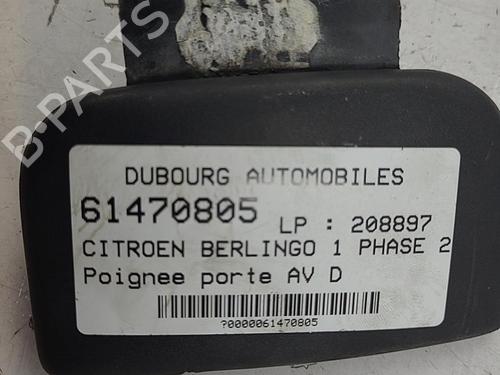 B-PARTS
DUBOURG AUTOMOBILES
61470805 LP : 208897
CITROEN BERLINGO 1 PHASE 2
Poignee porte AV D
?0000061470805